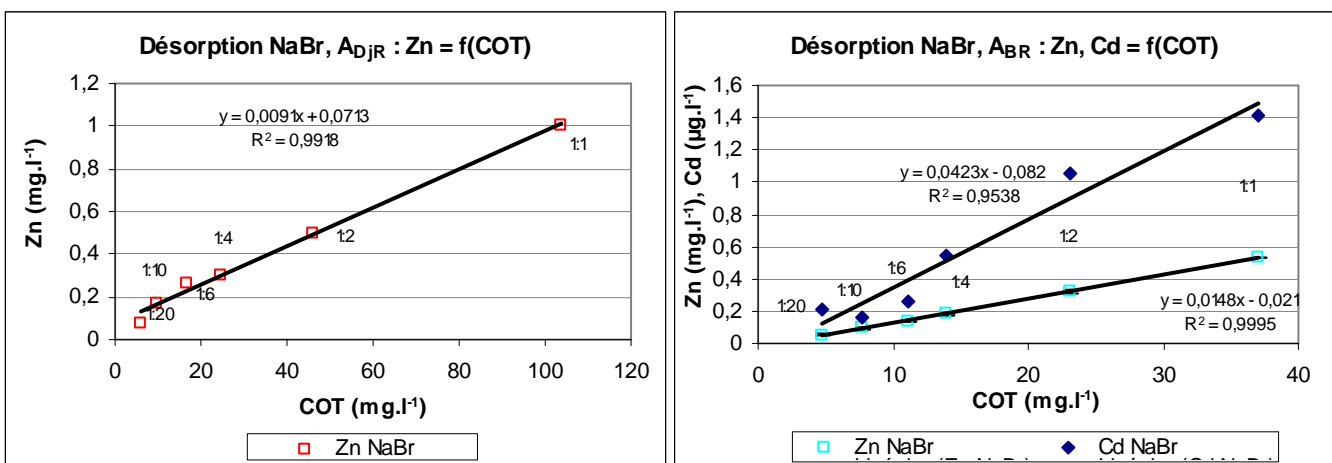 Désorption NaBr, ADjR : Zn = f(COT)
Zn (mg.l-1)
1,2
1
0,8
0,6
0,4
0,2
0
y = 0,0091x + 0,0713
R2 = 0,9918
1:1
1:2
1:4
1:10
1:6
1:20
0
20
40
60
80
100
120
COT (mg.l-1)
Zn NaBr
Désorption NaBr, ABR : Zn, Cd = f(COT)
Zn (mg.l-1), Cd (µg.l-1)
1,6
1,4
1,2
1
0,8
0,6
0,4
0,2
0
y = 0,0423x - 0,082
R2 = 0,9538
1:1
1:2
1:6
1:4
1:10
1:20
y = 0,0148x - 0,021
R2 = 0,9995
0
10
20
30
40
COT (mg.l-1)
Zn NaBr
Cd NaBr